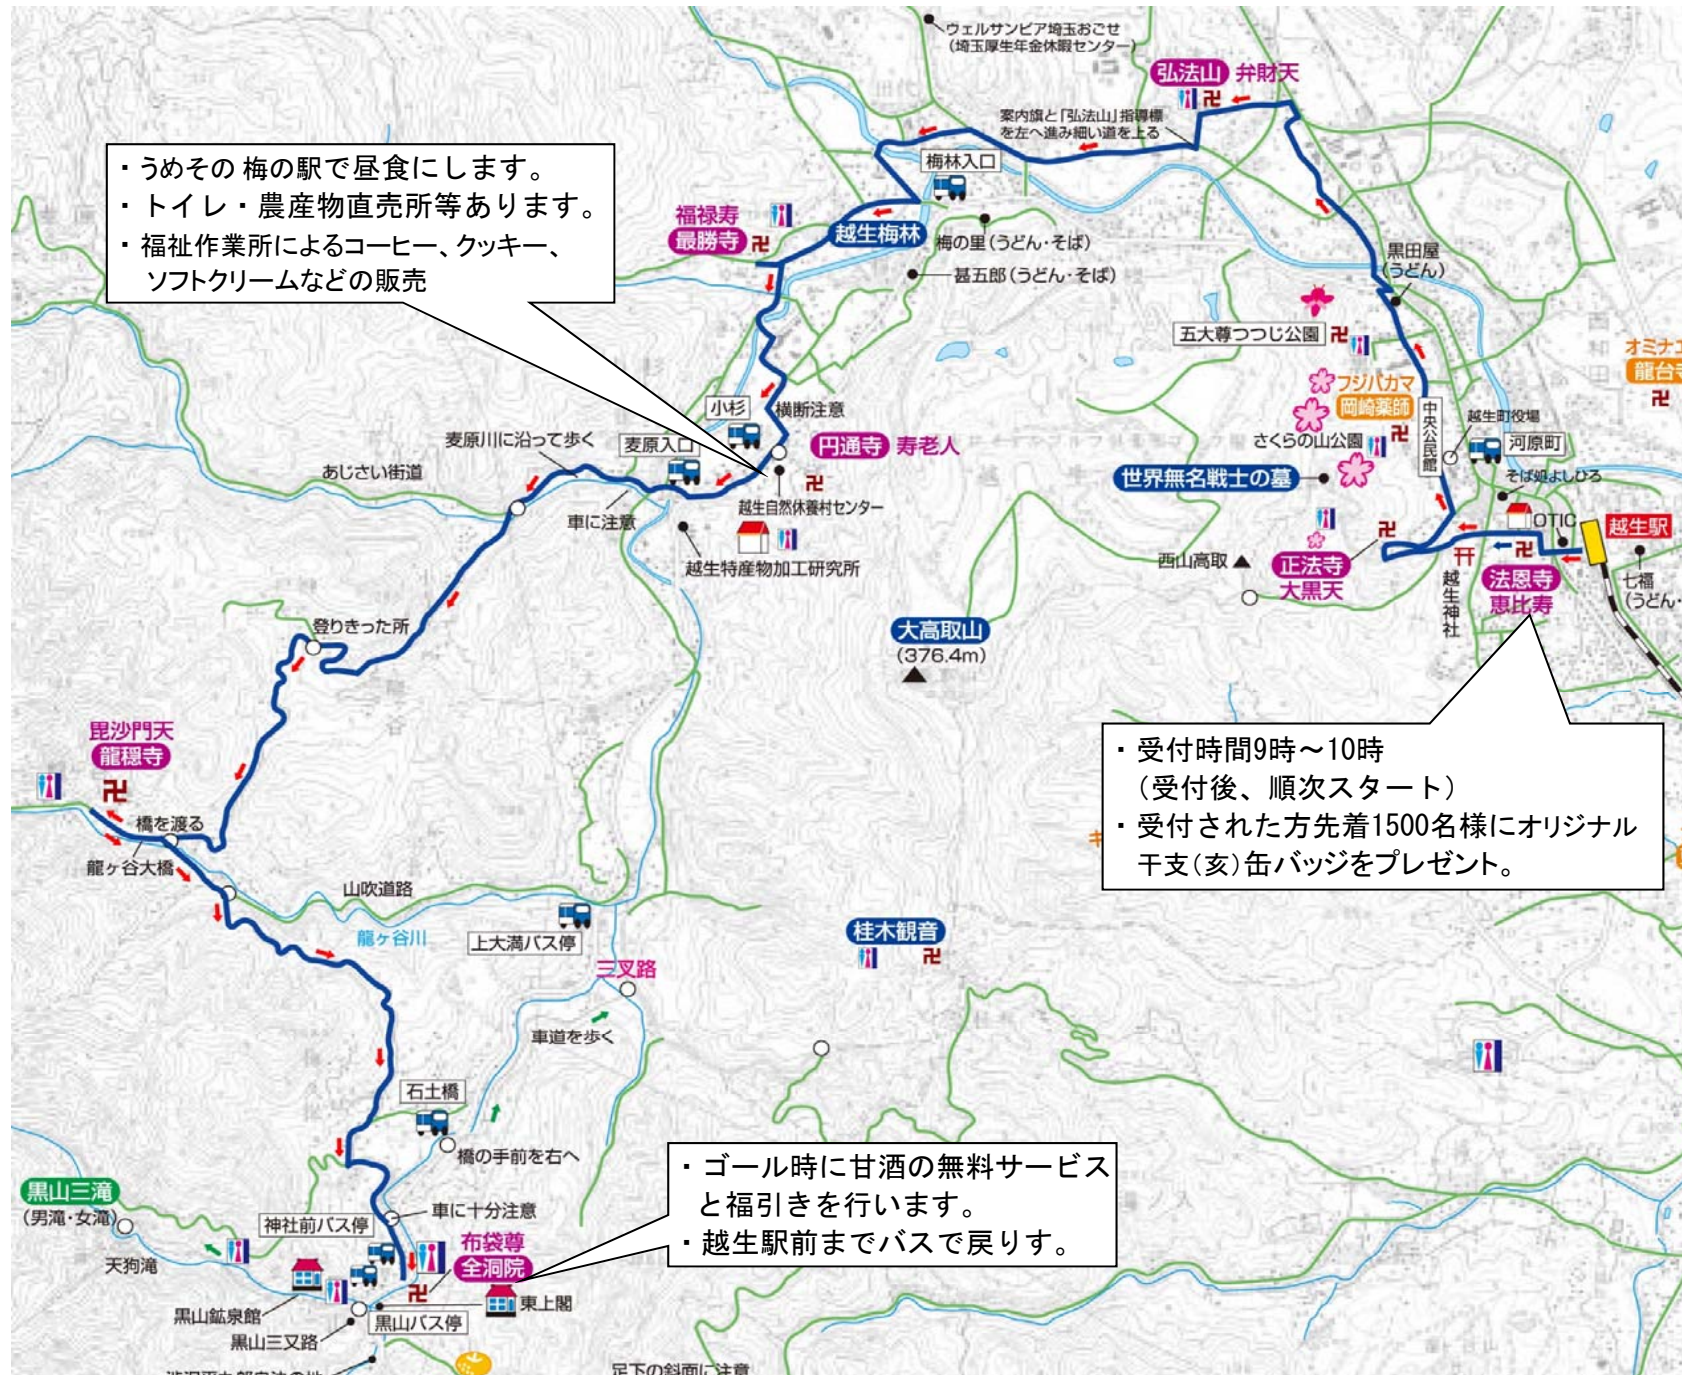 ウェルサンピア埼玉おごせ
(埼玉厚生年金休暇センター)
弘法山 弁財天
案内旗と「弘法山」指導標
を左へ進み細い道を上る
・うめその 梅の駅で昼食にします。
・トイレ・農産物直売所等あります。
・福祉作業所によるコーヒー、クッキー、
ソフトクリームなどの販売
梅林入口
福禄寿
最勝寺
越生梅林
梅の里(うどん・そば)
甚五郎(うどん・そば)
黒田屋
(うどん)
五大尊つつじ公園
オミナエ
龍台寺
フジバカマ
岡崎薬師
さくらの山公園
中央公民館
越生町役場
河原町
そば処よしひろ
世界無名戦士の墓
OTIC
越生駅
七福
(うどん・
西山高取
正法寺
大黒天
越生神社
法恩寺
恵比寿
小杉
横断注意
円通寺 寿老人
麦原川に沿って歩く
麦原入口
あじさい街道
車に注意
越生自然休養村センター
越生特産物加工研究所
登りきった所
大高取山
(376.4m)
毘沙門天
龍穏寺
橋を渡る
龍ヶ谷大橋
・受付時間9時～10時
(受付後、順次スタート)
・受付された方先着1500名様にオリジナル
干支(亥)缶バッジをプレゼント。
キ
山吹道路
龍ヶ谷川
上大満バス停
桂木観音
三叉路
車道を歩く
石土橋
橋の手前を右へ
・ゴール時に甘酒の無料サービス
と福引きを行います。
・越生駅前までバスで戻りす。
黒山三滝
(男滝・女滝)
天狗滝
神社前バス停
車に十分注意
布袋尊
全洞院
東上閣
黒山鉱泉館
黒山バス停
黒山三又路
足下の斜面に注意